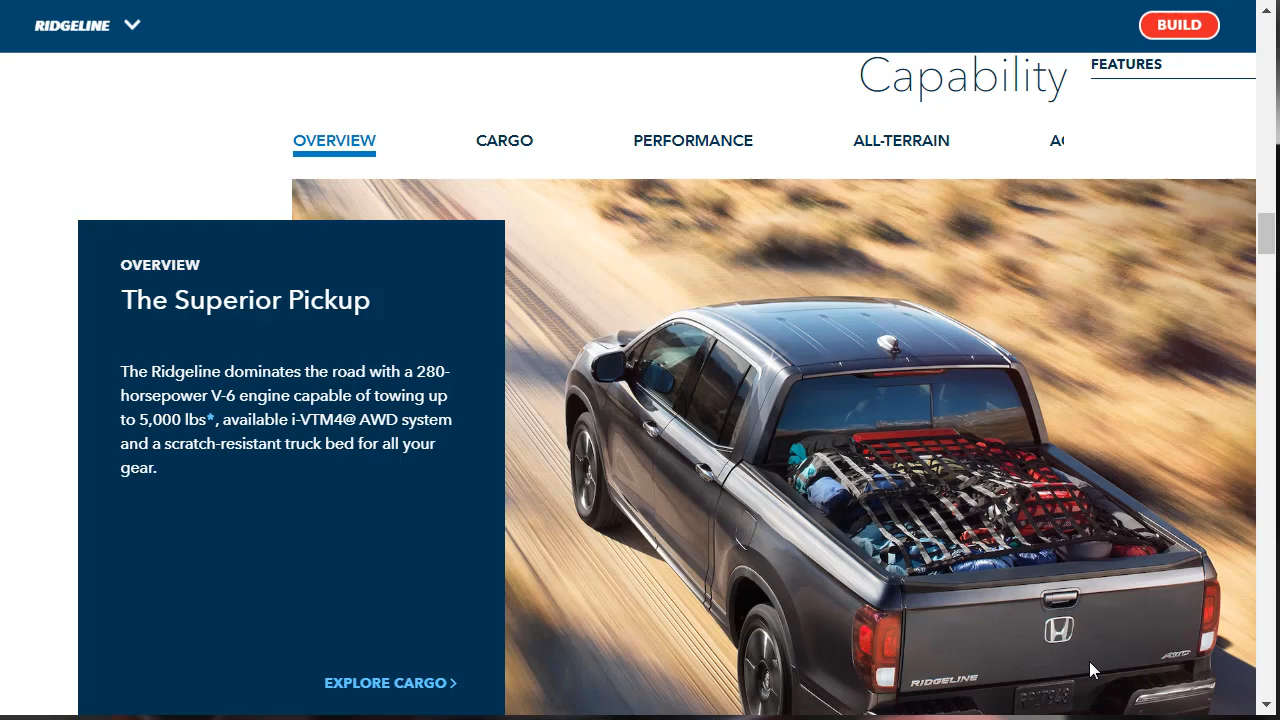 RIDGELINE
BUILD
Capability
FEATURES
OVERVIEW
CARGO
PERFORMANCE
ALL-TERRAIN
OVERVIEW
The Superior Pickup
The Ridgeline dominates the road with a 280-
horsepower V-6 engine capable of towing up
to 5,000 lbs*, available i-VTM4@ AWD system
and a scratch-resistant truck bed for all your
gear.
EXPLORE CARGO
AWD
RIDGELINE